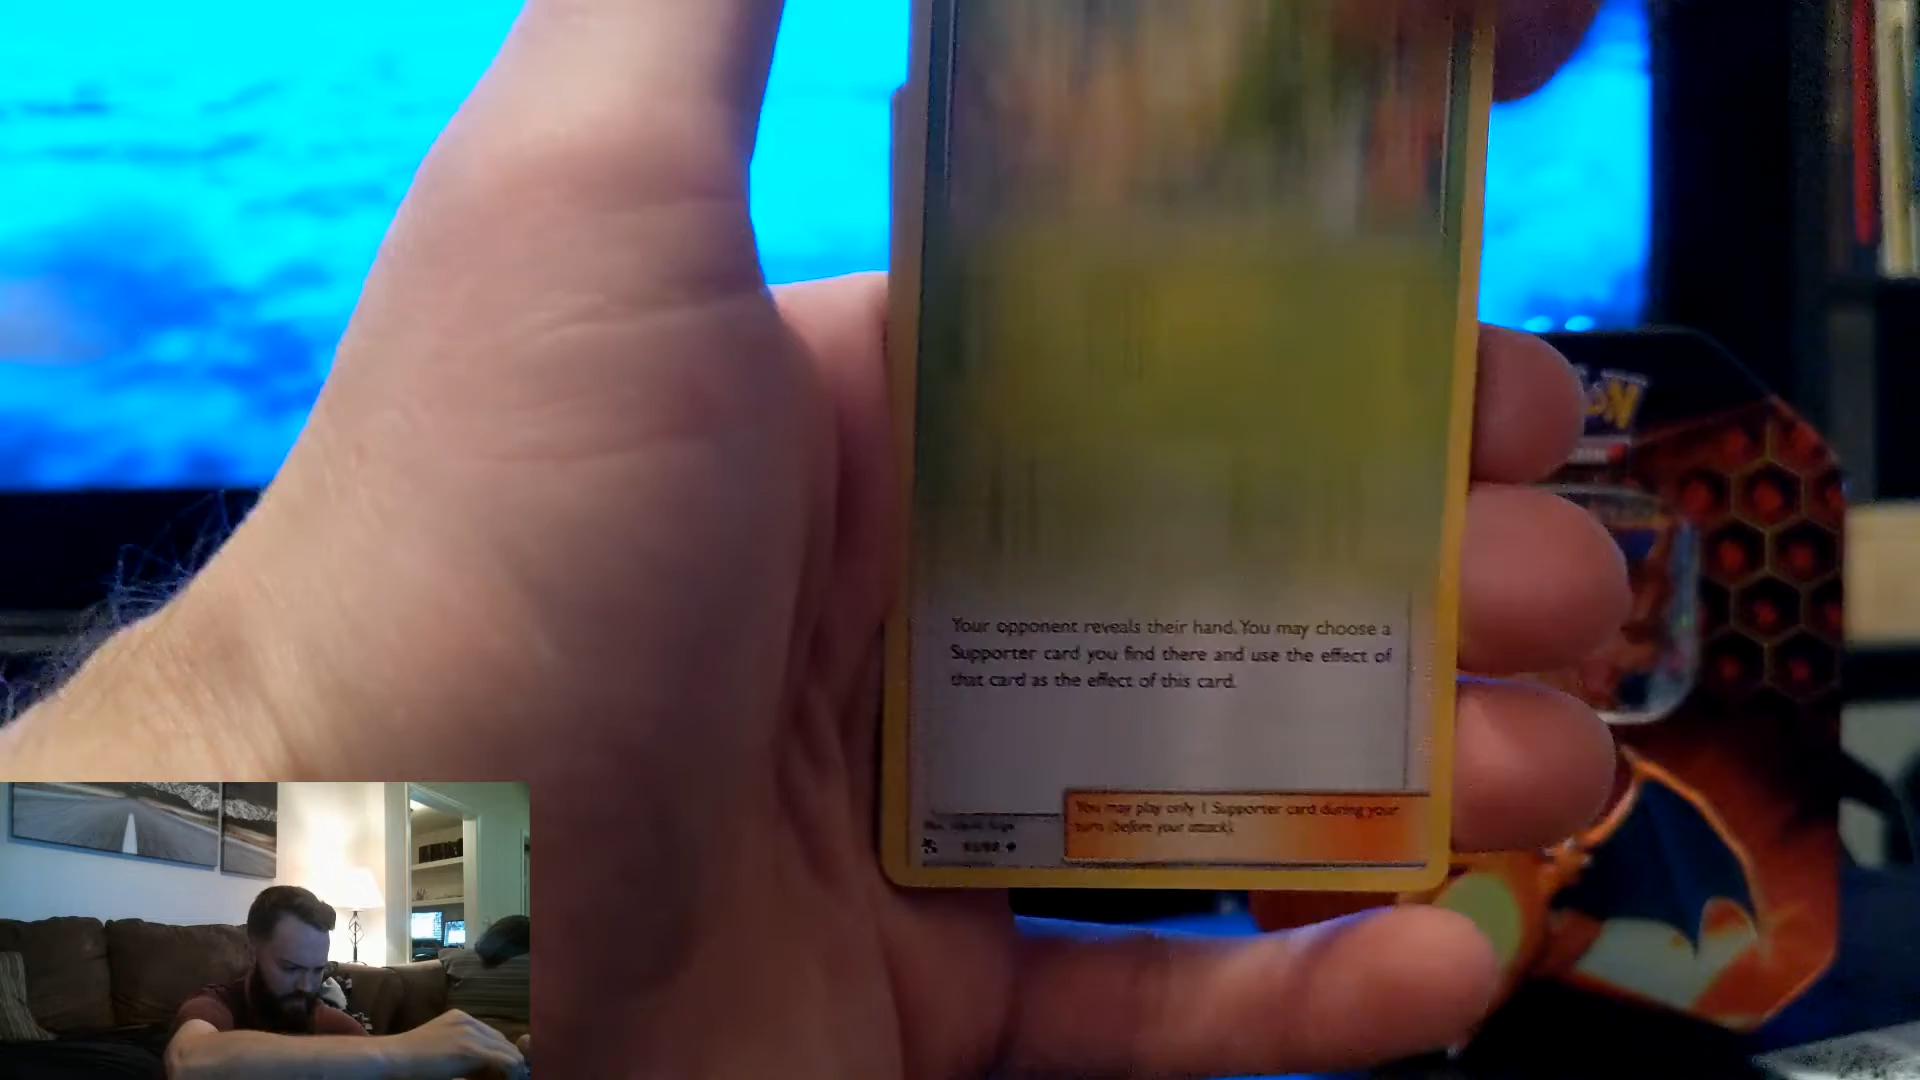 Your opponent reveals their hand. You may choose a
Supporter card you find there and use the effect of
that card as the effect of this card.
You may play only 1 Supporter card during your
turn (before your attack).